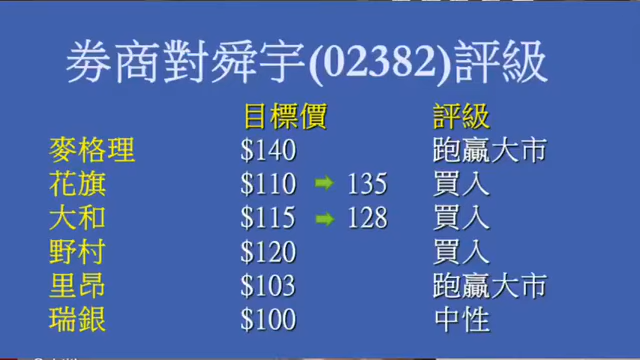 券商對舜宇(02382)評級
目標價 評級
麥格理 $140 跑贏大市
花旗 $110 ➡ 135 買入
大和 $115 ➡ 128 買入
野村 $120 買入
里昂 $103 跑贏大市
瑞銀 $100 中性